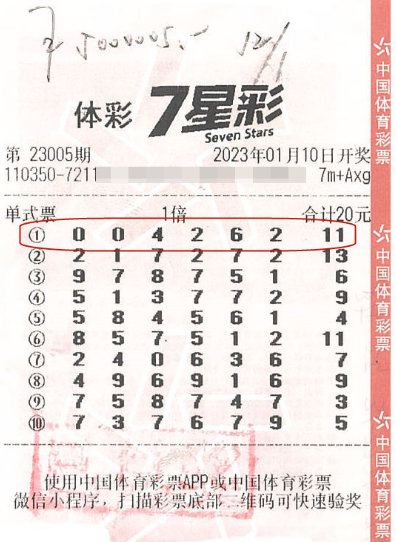 5000005.- 12/1
体彩 7星彩
Seven Stars
第 23005期 2023年01月10日开奖
110350-7211 7m+Axg
单式票 1倍 合计20元
① 0 0 4 2 6 2 11
② 2 1 7 2 7 2 13
③ 9 7 8 7 5 1 6
④ 5 1 3 7 7 2 9
⑤ 5 8 4 5 6 1 4
⑥ 8 5 7 5 1 2 11
⑦ 2 4 0 6 3 6 7
⑧ 4 9 6 9 1 6 9
⑨ 7 5 8 7 4 7 3
⑩ 7 3 7 6 7 9 5
使用中国体育彩票APP或中国体育彩票
微信小程序，扫描彩票底部二维码可快速验奖
中国体育彩票
中国体育彩票
中国体育彩票